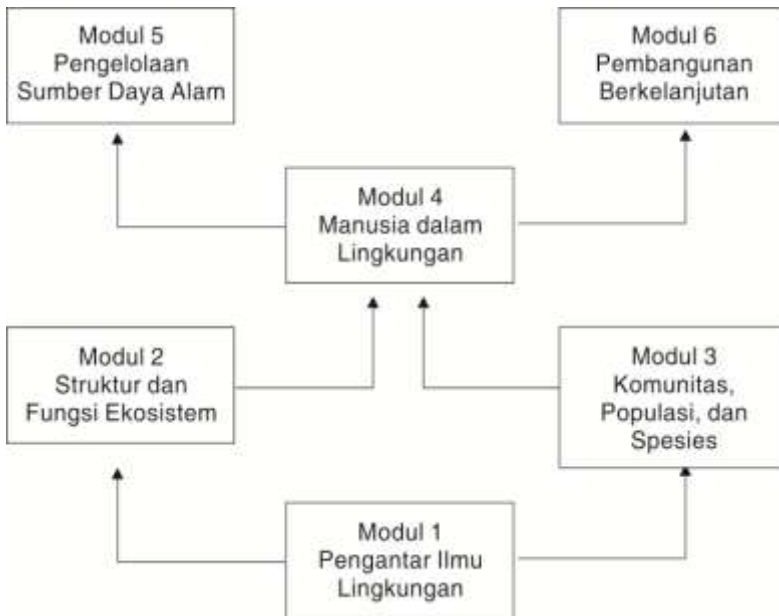 Modul 5
Pengelolaan
Sumber Daya Alam
Modul 6
Pembangunan
Berkelanjutan
Modul 4
Manusia dalam
Lingkungan
Modul 2
Struktur dan
Fungsi Ekosistem
Modul 3
Komunitas,
Populasi, dan
Spesies
Modul 1
Pengantar Ilmu
Lingkungan